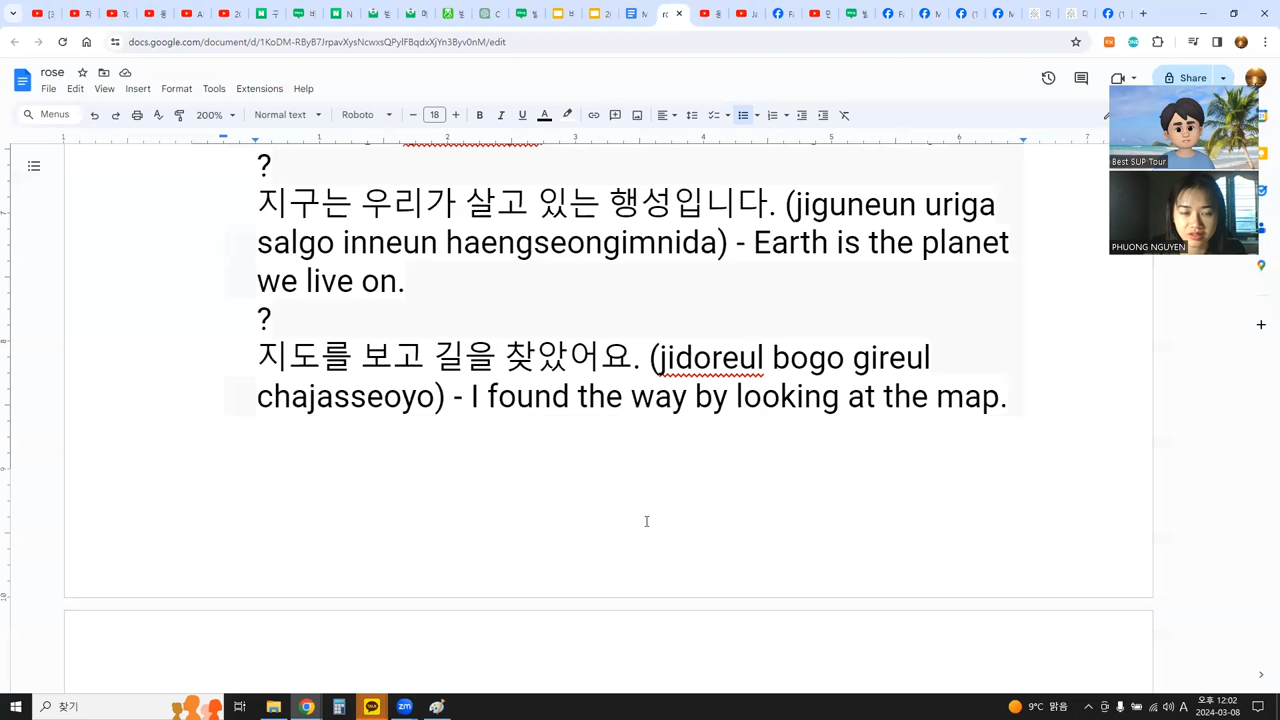 docs.google.com/document/d/1KoDM-RByB7JrpavXysNcwxsQPylFBqdxXjYn3Byv0nM/edit
rose
File Edit View Insert Format Tools Extensions Help
Share
Menus
200%
Normal text
Roboto
18
Best SUP Tour
PHUONG NGUYEN
?
지구는 우리가 살고 있는 행성입니다. (jiguneun uriga
salgo inneun haengseongimnida) - Earth is the planet
we live on.
?
지도를 보고 길을 찾았어요. (jidoreul bogo gireul
chajasseoyo) - I found the way by looking at the map.
찾기
9°C 맑음
오후 12:02
2024-03-08